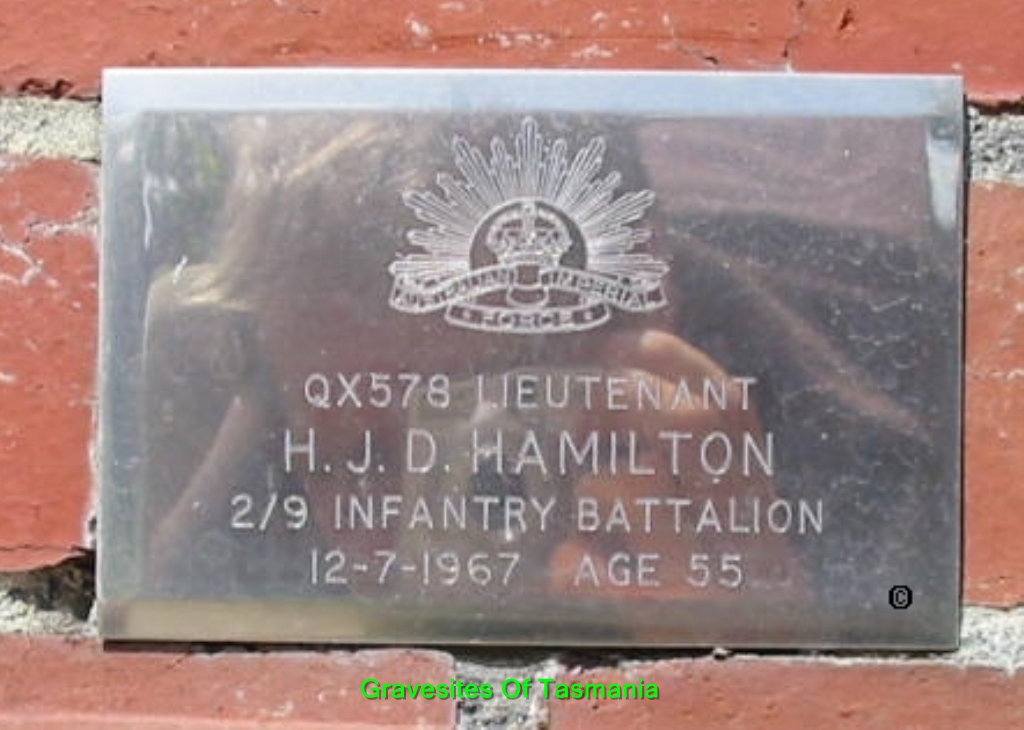 AUSTRALIAN IMPERIAL
FORCE
QX578 LIEUTENANT
H. J. D. HAMILTON
2/9 INFANTRY BATTALION
12-7-1967 AGE 55
©
Gravesites Of Tasmania